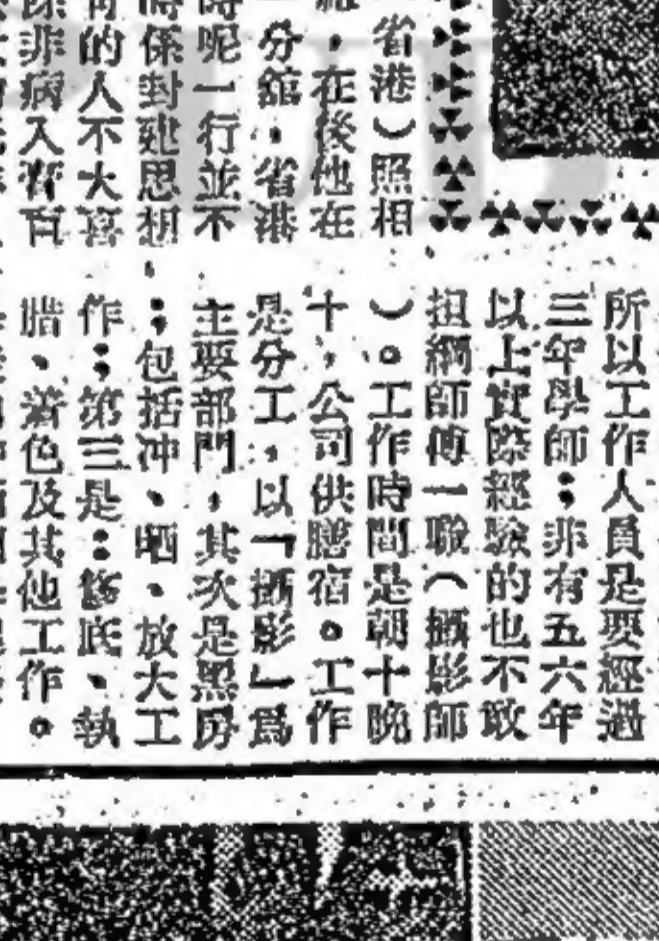 省港）照相
，在後他在
分館，省港
時呢一行並不
時係封建思想，
的人不大喜
非病入膏肓
所以工作人員是要經過
三年學師；非有五六年
以上實際經驗的也不敢
担綱師傅一職（攝影師
）。工作時間是朝十晚
十，公司供膳宿。工作
是分工，以「攝影」爲
主要部門，其次是黑房
；包括冲、晒、放大工
作；第三是：修底、執
腊、着色及其他工作。